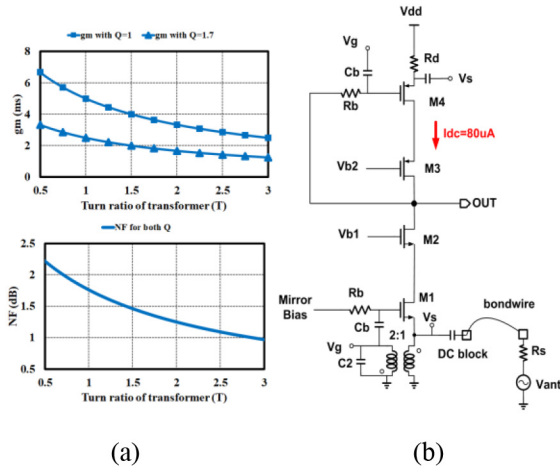 gm with Q=1 gm with Q=1.7
8
6
4
2
0
gm (ms)
0.5 1 1.5 2 2.5 3
Turn ratio of transformer (T)
NF for both Q
2.5
2
1.5
1
0.5
NF (dB)
0.5 1 1.5 2 2.5 3
Turn ratio of transformer (T)
(a)
Vdd
Vg
Rd
Cb
Vs
Rb
M4
Idc=80uA
Vb2
M3
OUT
Vb1
M2
Mirror
Bias
Rb
M1
Vs
bondwire
Cb
2:1
Vg
DC block
Rs
C2
Vant
(b)